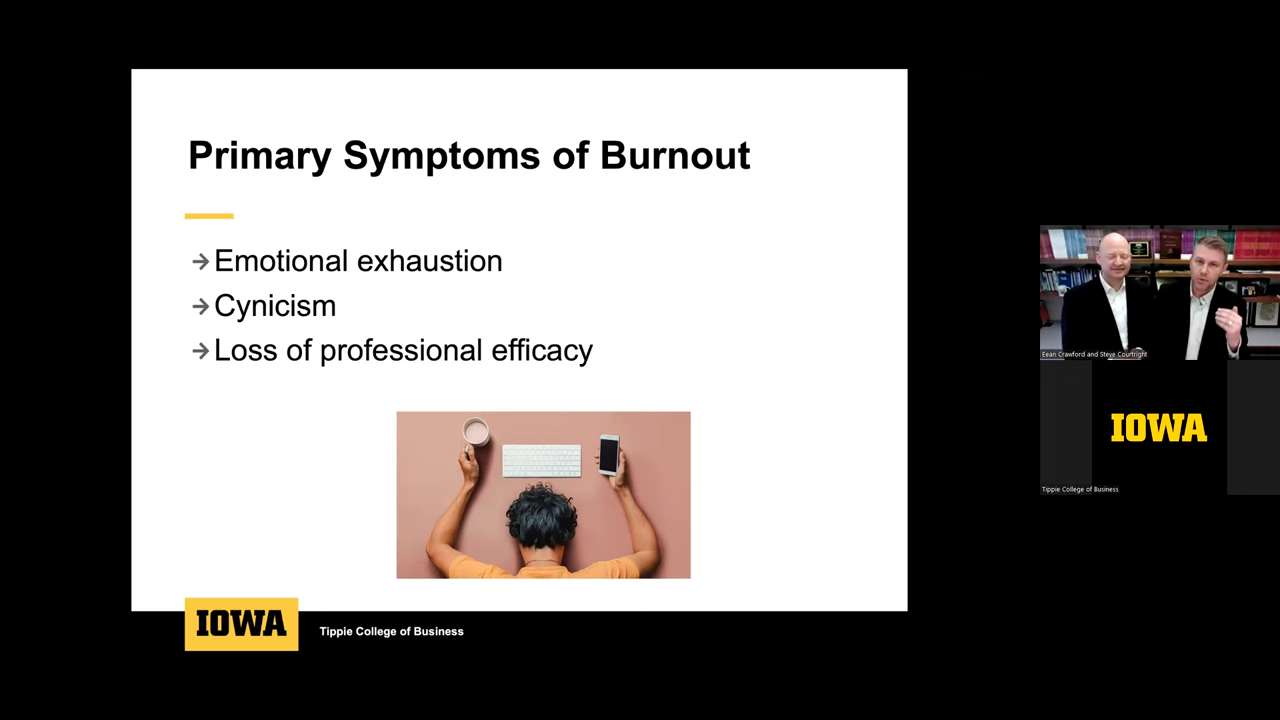 Primary Symptoms of Burnout
→ Emotional exhaustion
→ Cynicism
→ Loss of professional efficacy
IOWA
Tippie College of Business
Eean Crawford and Steve Courtright
IOWA
Tippie College of Business